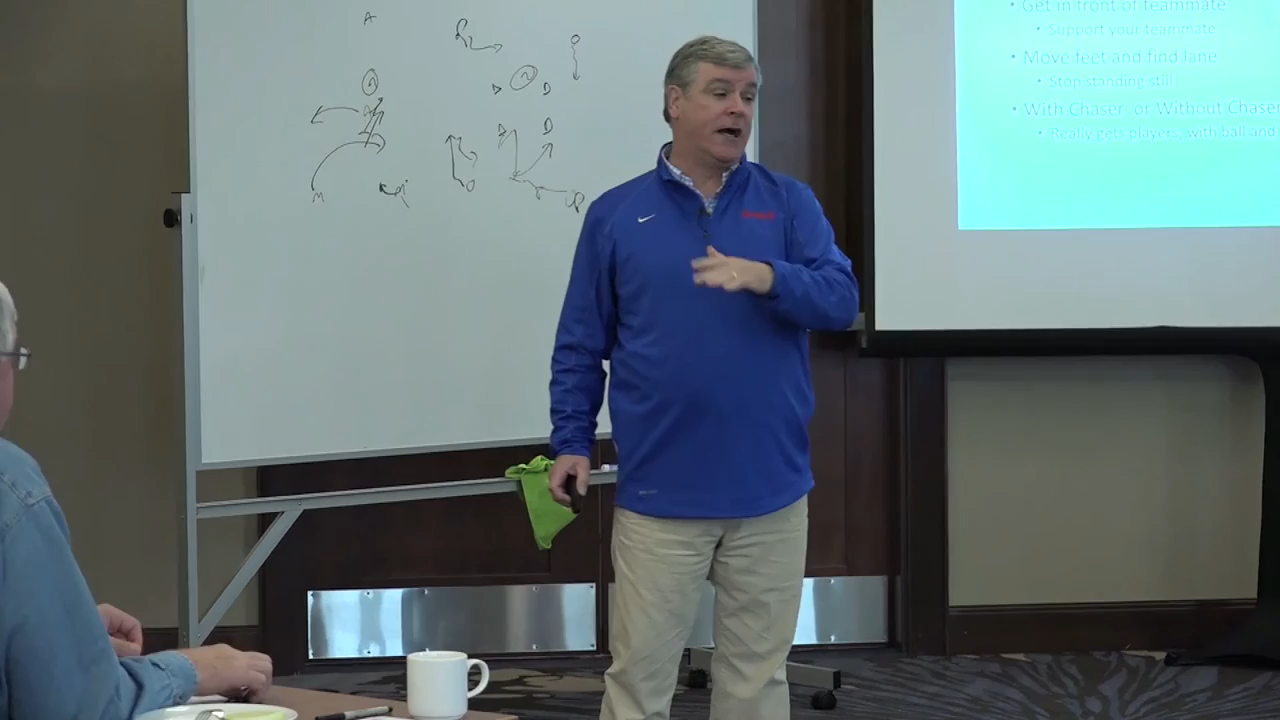 • Get in front of teammate
• Support your teammate
• Move feet and find lane
• Stop standing still
• With Chaser or Without Chaser
• Really gets players, with ball and
A
D
D
D
M